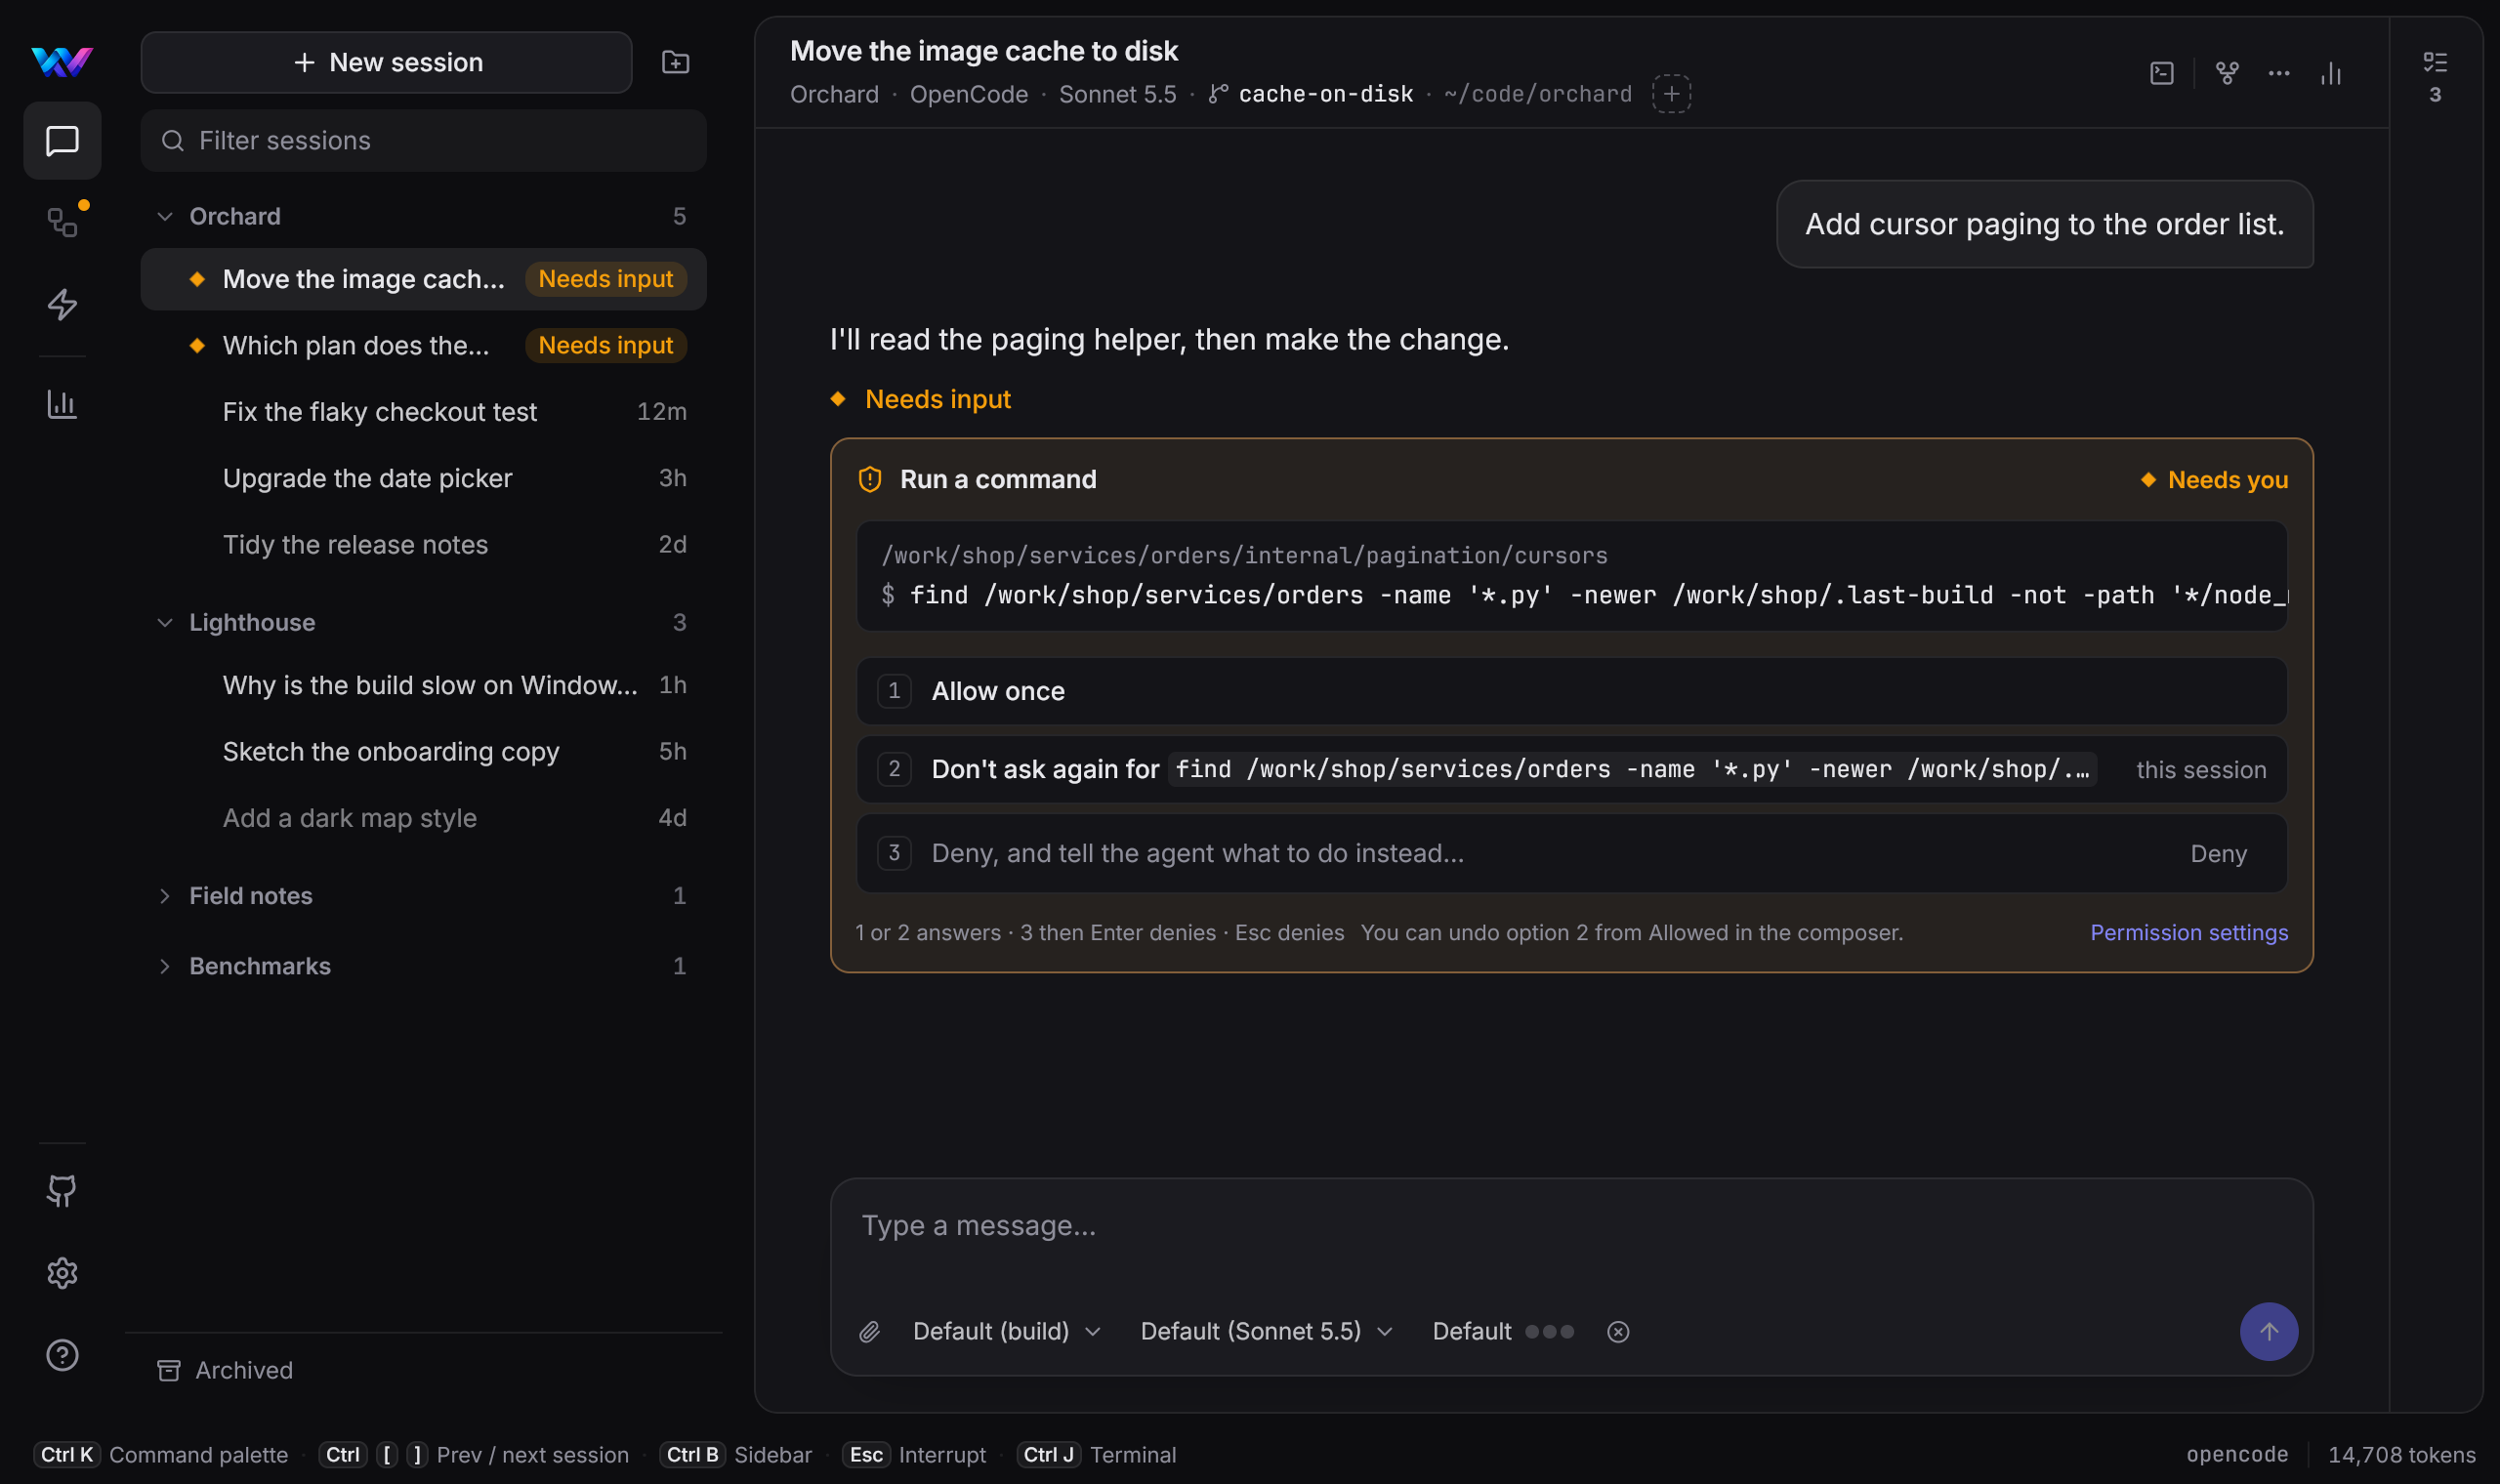 New session
Filter sessions
Orchard 5
Move the image cach... Needs input
Which plan does the... Needs input
Fix the flaky checkout test 12m
Upgrade the date picker 3h
Tidy the release notes 2d
Lighthouse 3
Why is the build slow on Window... 1h
Sketch the onboarding copy 5h
Add a dark map style 4d
Field notes 1
Benchmarks 1
Archived
Move the image cache to disk
Orchard · OpenCode · Sonnet 5.5 · cache-on-disk · ~/code/orchard
3
Add cursor paging to the order list.
I'll read the paging helper, then make the change.
Needs input
Run a command Needs you
/work/shop/services/orders/internal/pagination/cursors
$ find /work/shop/services/orders -name '*.py' -newer /work/shop/.last-build -not -path '*/node_
1 Allow once
2 Don't ask again for find /work/shop/services/orders -name '*.py' -newer /work/shop/.… this session
3 Deny, and tell the agent what to do instead... Deny
1 or 2 answers · 3 then Enter denies · Esc denies You can undo option 2 from Allowed in the composer. Permission settings
Type a message...
Default (build) Default (Sonnet 5.5) Default
Ctrl K Command palette · Ctrl [ ] Prev / next session · Ctrl B Sidebar · Esc Interrupt · Ctrl J Terminal
opencode 14,708 tokens